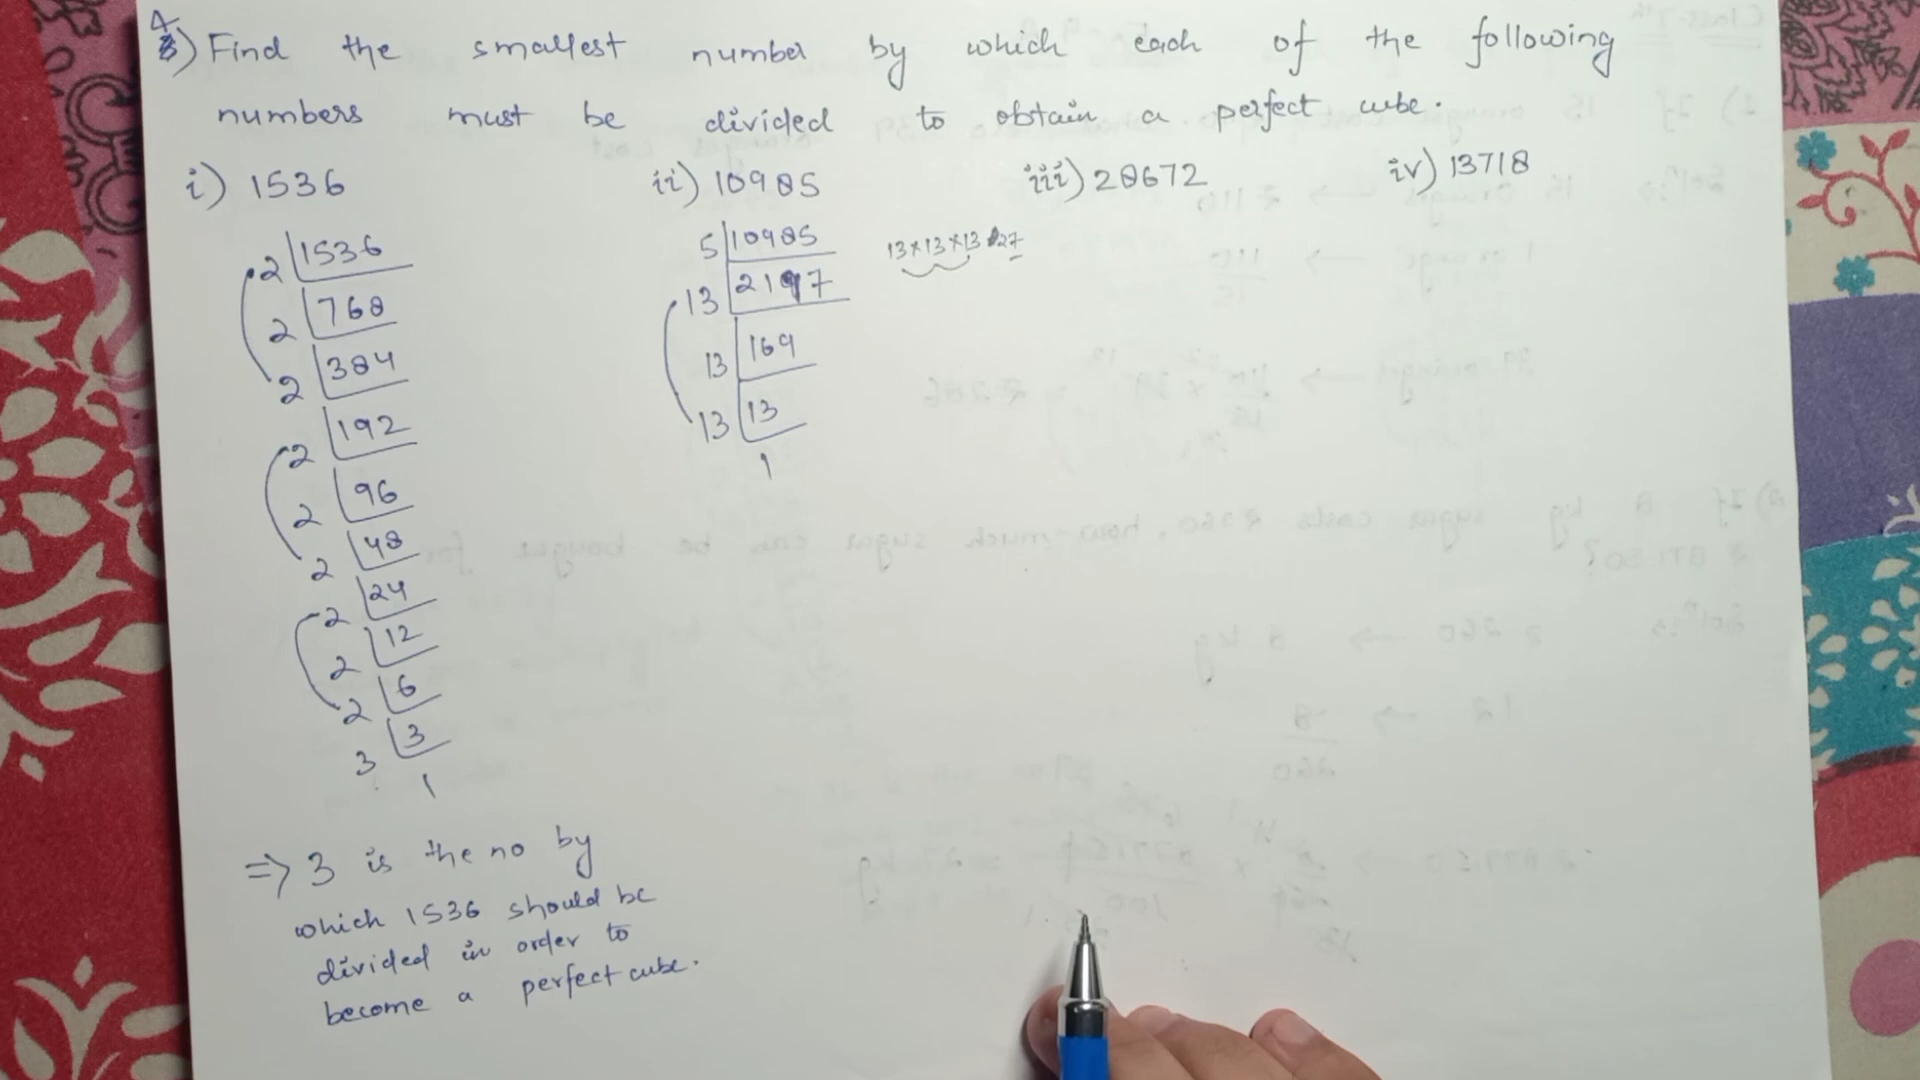 4) Find the smallest number by which each of the following
numbers must be divided to obtain a perfect cube.
i) 1536 ii) 10985 iii) 28672 iv) 13718
2 1536
2 768
2 384
2 192
2 96
2 48
2 24
2 12
2 6
3 3
1
5 10985
13 2197
13 169
13 13
1
13×13×13 27
=> 3 is the no by
which 1536 should be
divided in order to
become a perfect cube.